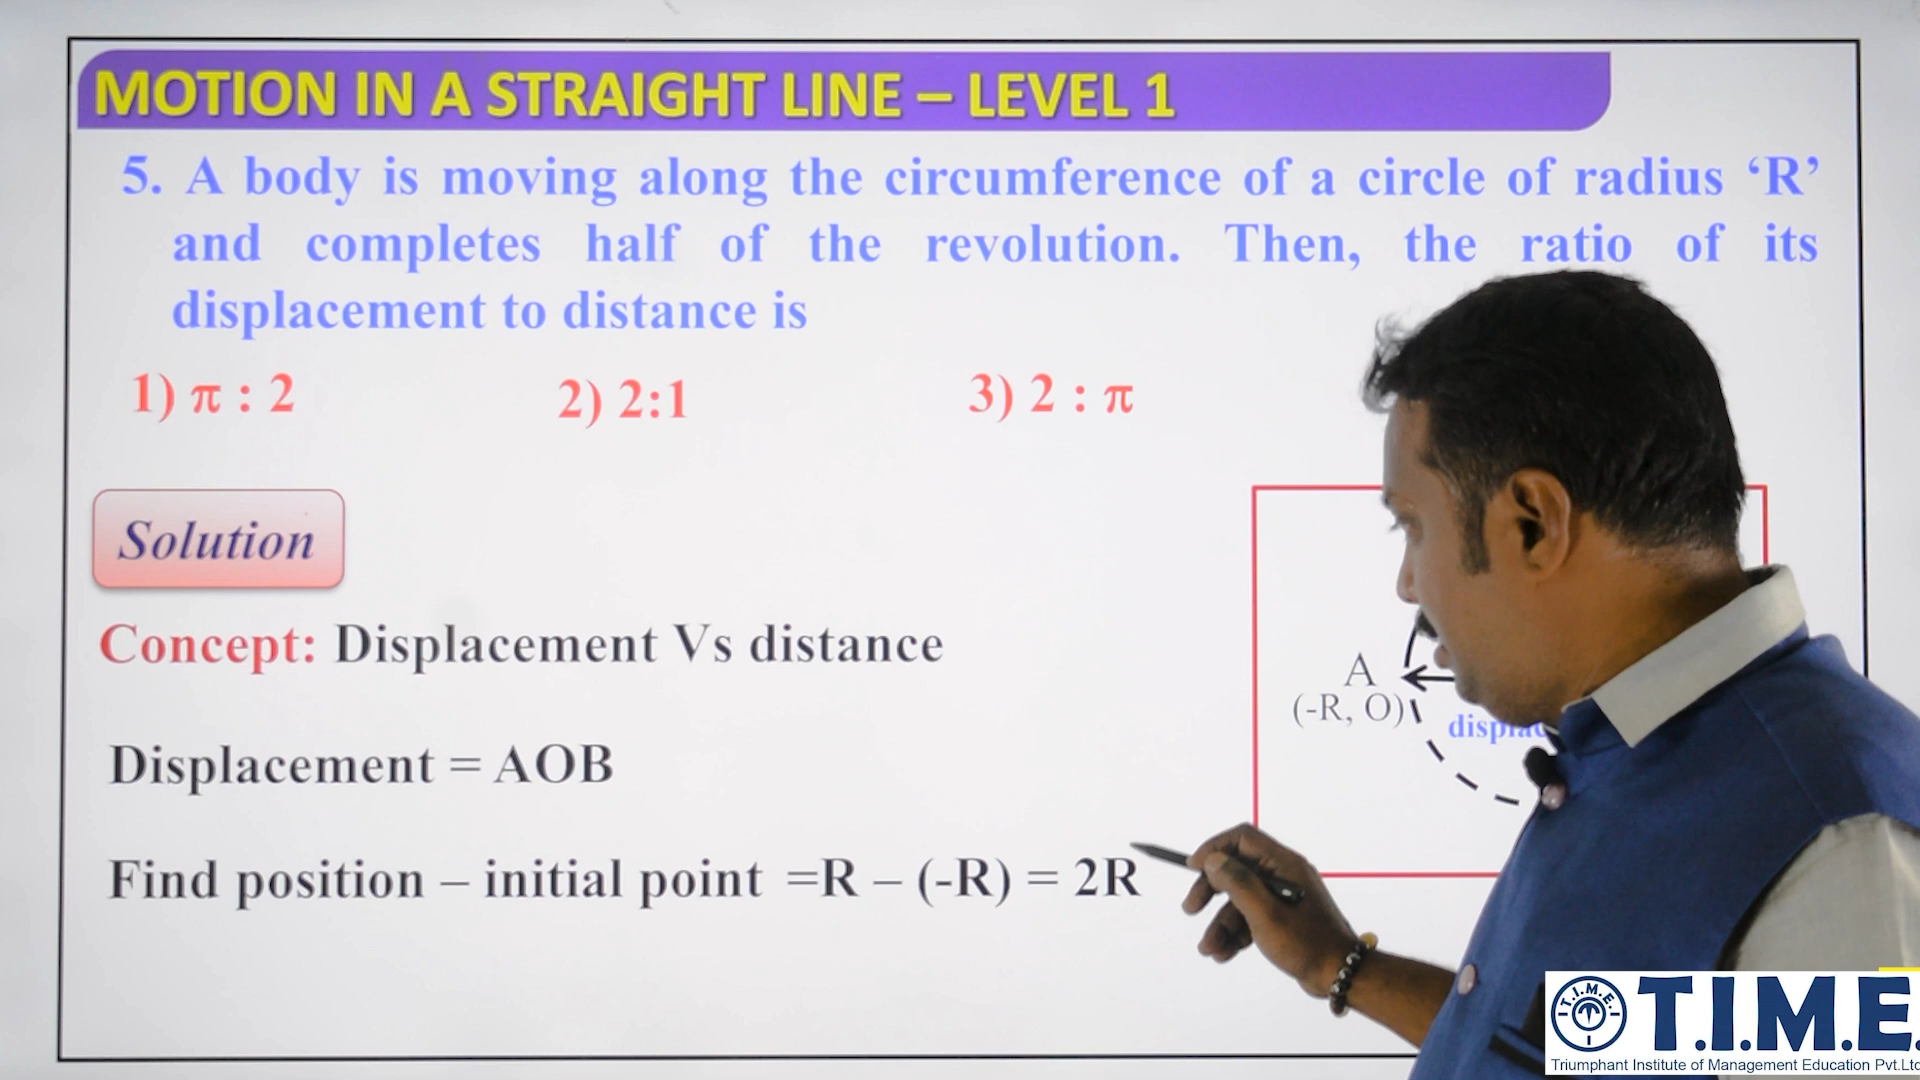 MOTION IN A STRAIGHT LINE – LEVEL 1
5. A body is moving along the circumference of a circle of radius ‘R’
and completes half of the revolution. Then, the ratio of its
displacement to distance is
1) π : 2 2) 2:1 3) 2 : π
Solution
Concept: Displacement Vs distance
Displacement = AOB
Find position – initial point =R – (-R) = 2R
A
(-R, O)
T.I.M.E.
T.I.M.E.
Triumphant Institute of Management Education Pvt.Ltd